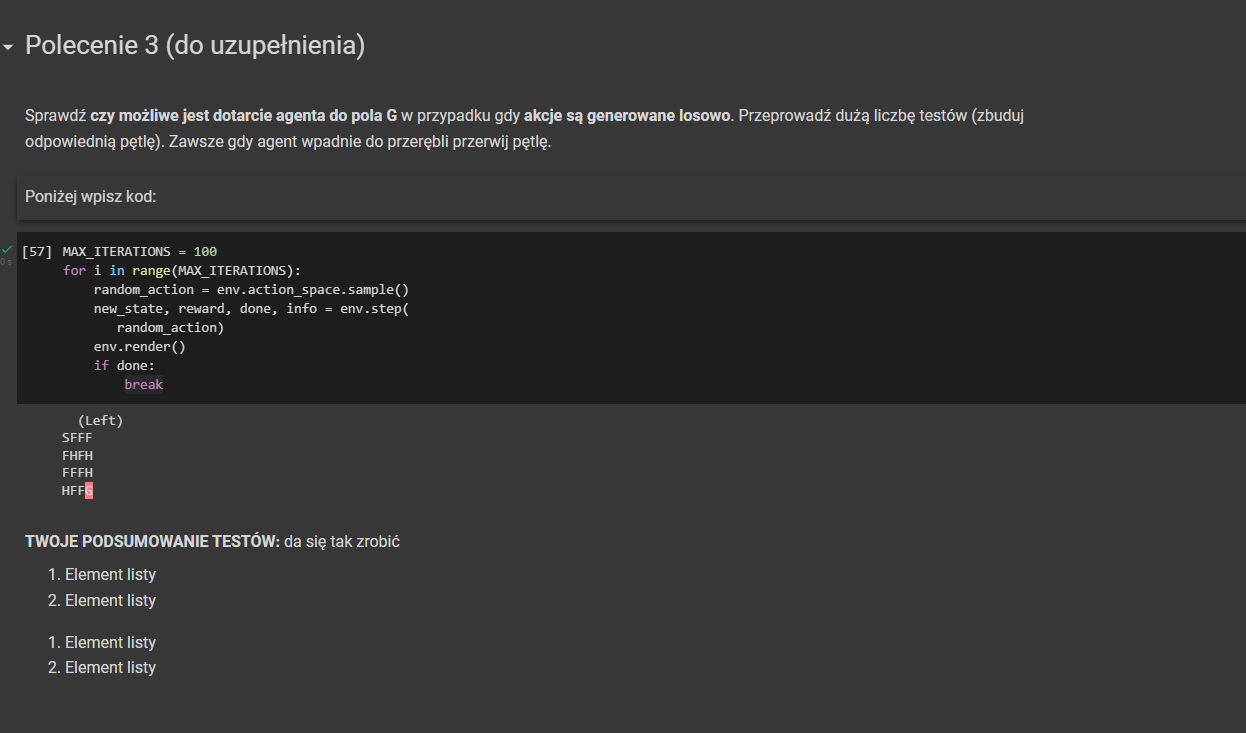 Polecenie 3 (do uzupełnienia)
Sprawdź czy możliwe jest dotarcie agenta do pola G w przypadku gdy akcje są generowane losowo. Przeprowadź dużą liczbę testów (zbuduj
odpowiednią pętlę). Zawsze gdy agent wpadnie do przerębli przerwij pętlę.
Poniżej wpisz kod:
[57] MAX_ITERATIONS = 100
for i in range(MAX_ITERATIONS):
    random_action = env.action_space.sample()
    new_state, reward, done, info = env.step(
       random_action)
    env.render()
    if done:
        break
0 s
  (Left)
SFFF
FHFH
FFFH
HFFG
TWOJE PODSUMOWANIE TESTÓW: da się tak zrobić
1. Element listy
2. Element listy
1. Element listy
2. Element listy